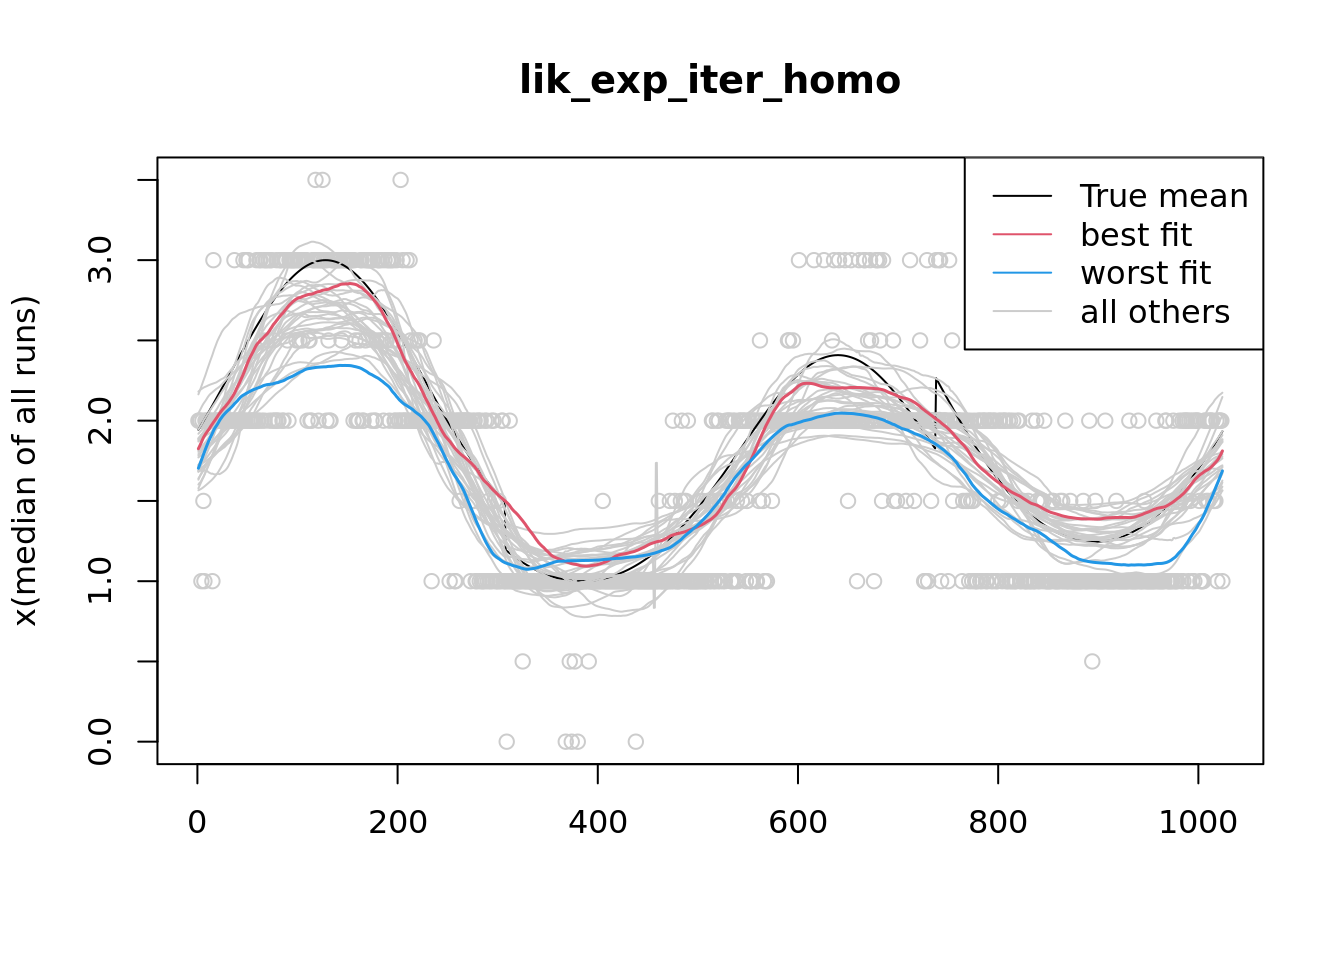 lik_exp_iter_homo
True mean
best fit
worst fit
all others
x(median of all runs)
3.0
2.0
1.0
0.0
0 200 400 600 800 1000